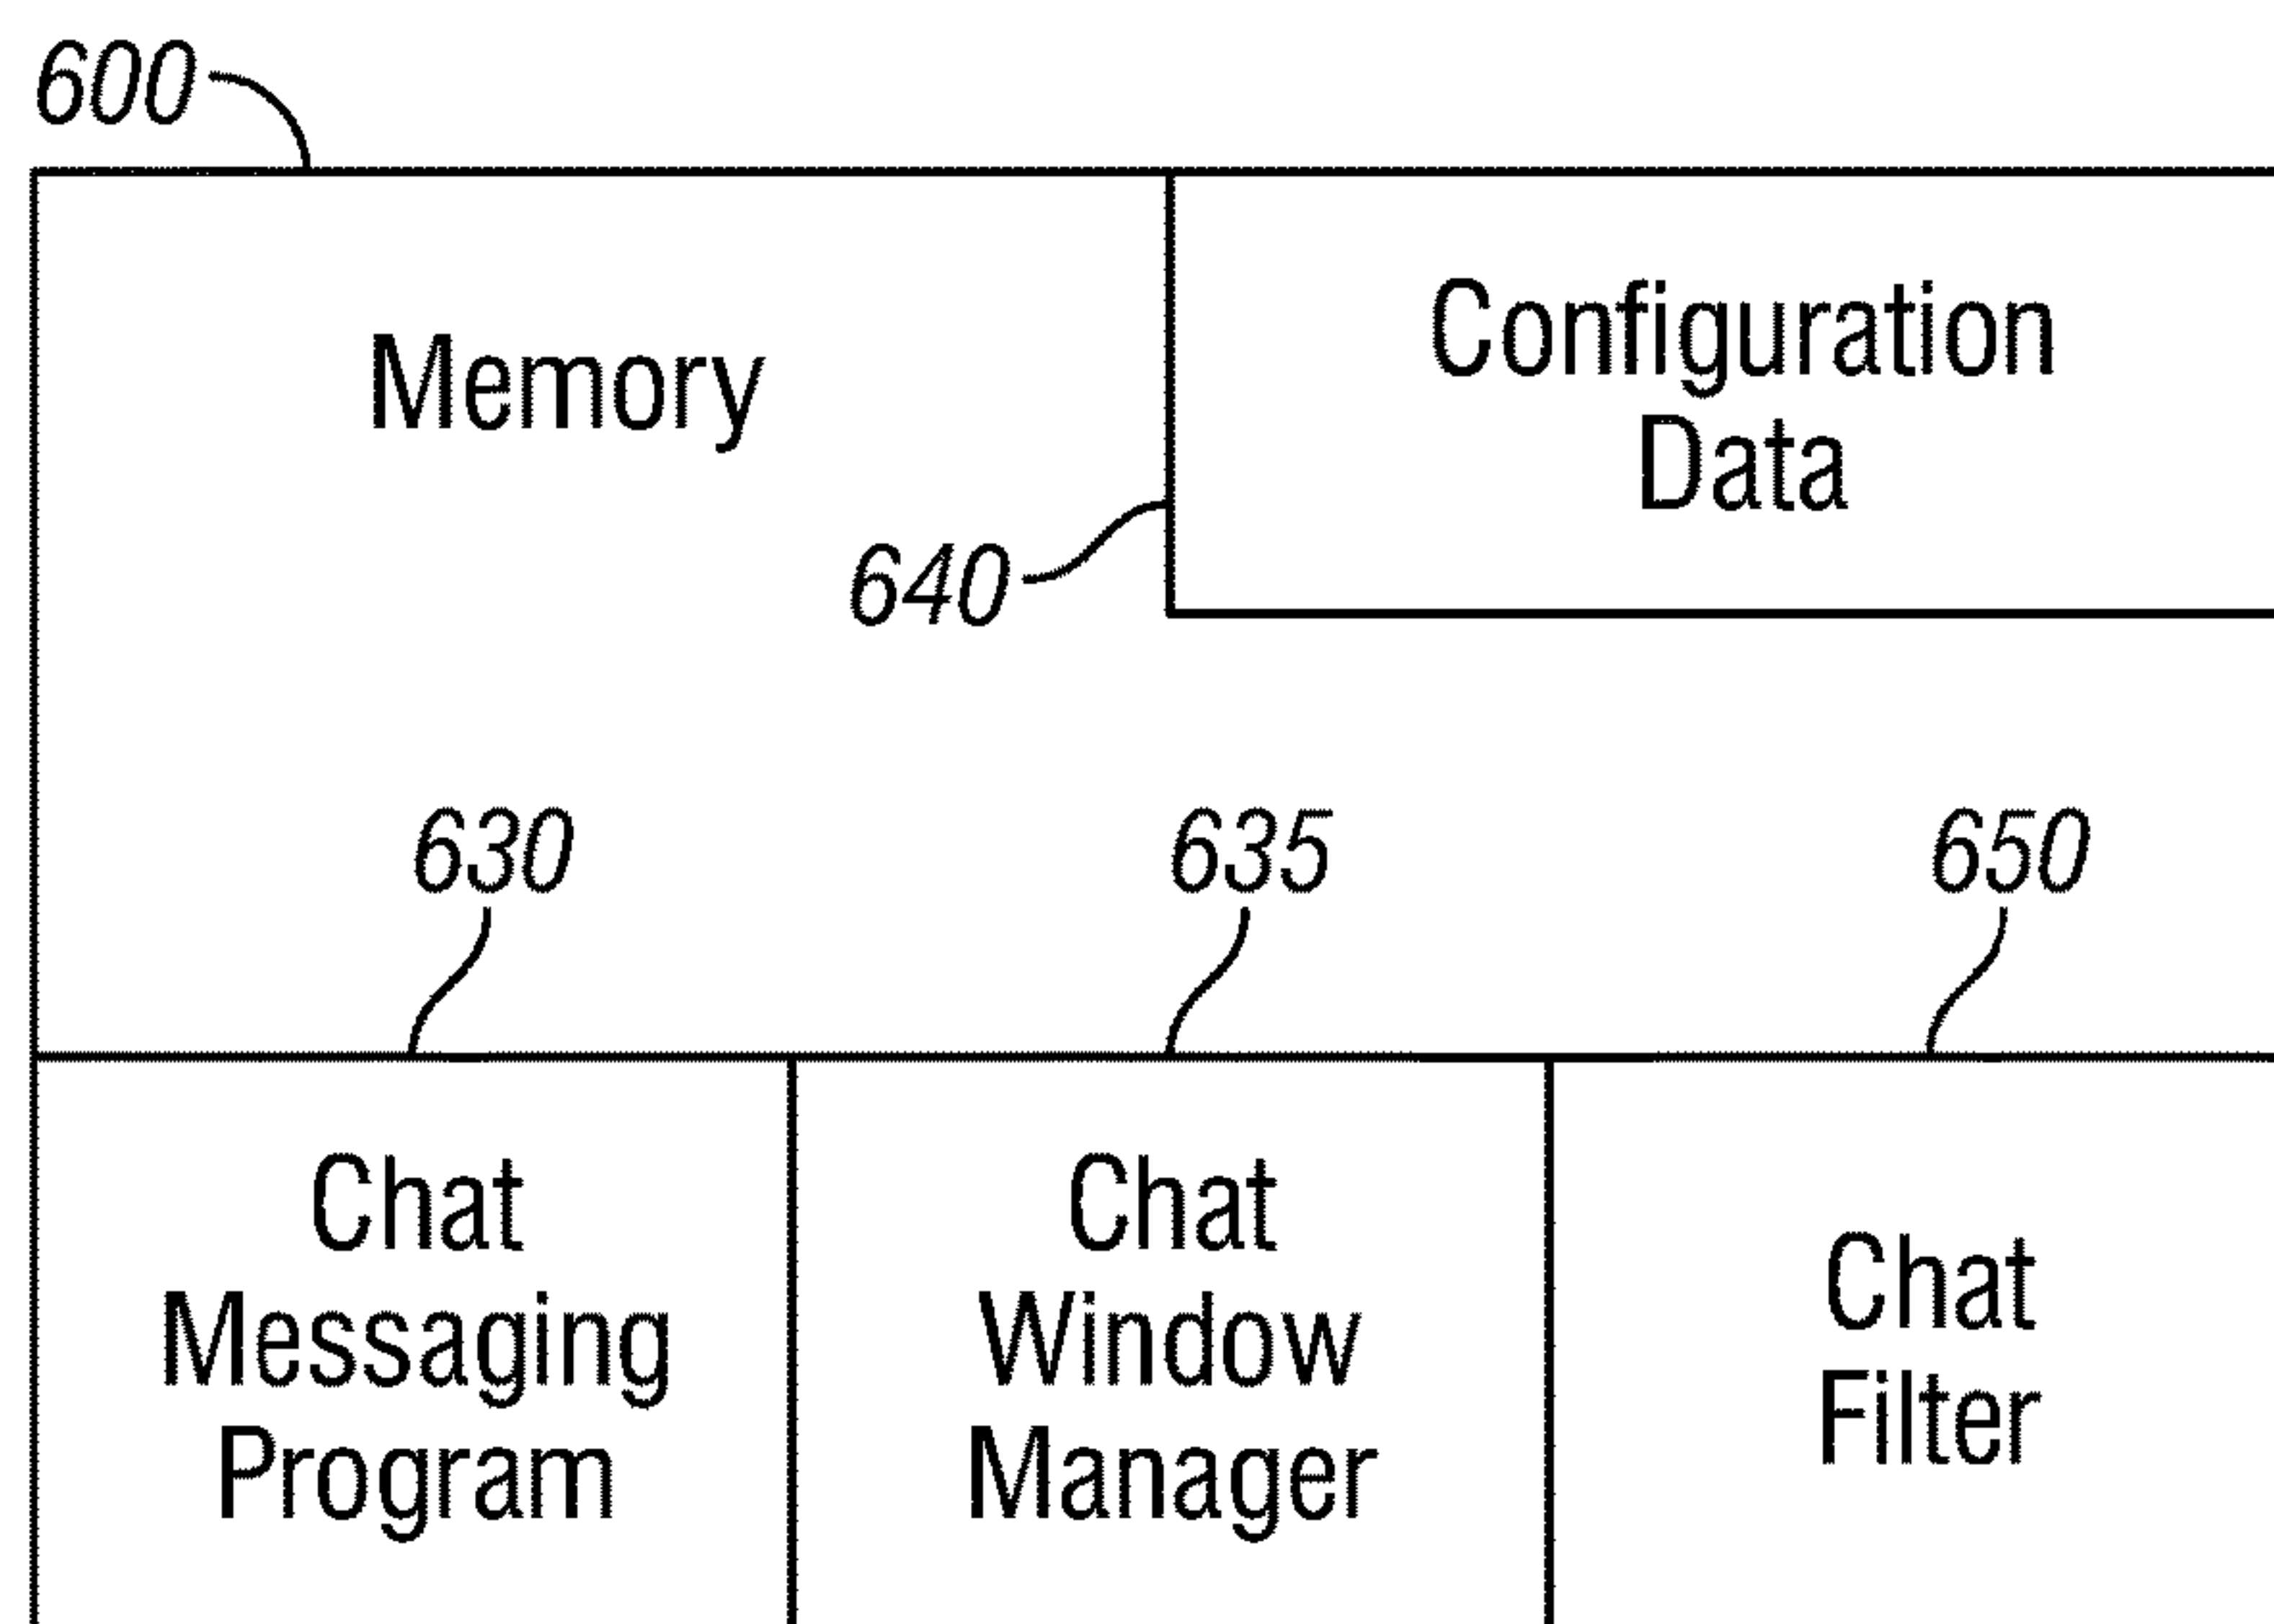 600
Memory
Configuration
Data
640
630
635
650
Chat
Messaging
Program
Chat
Window
Manager
Chat
Filter